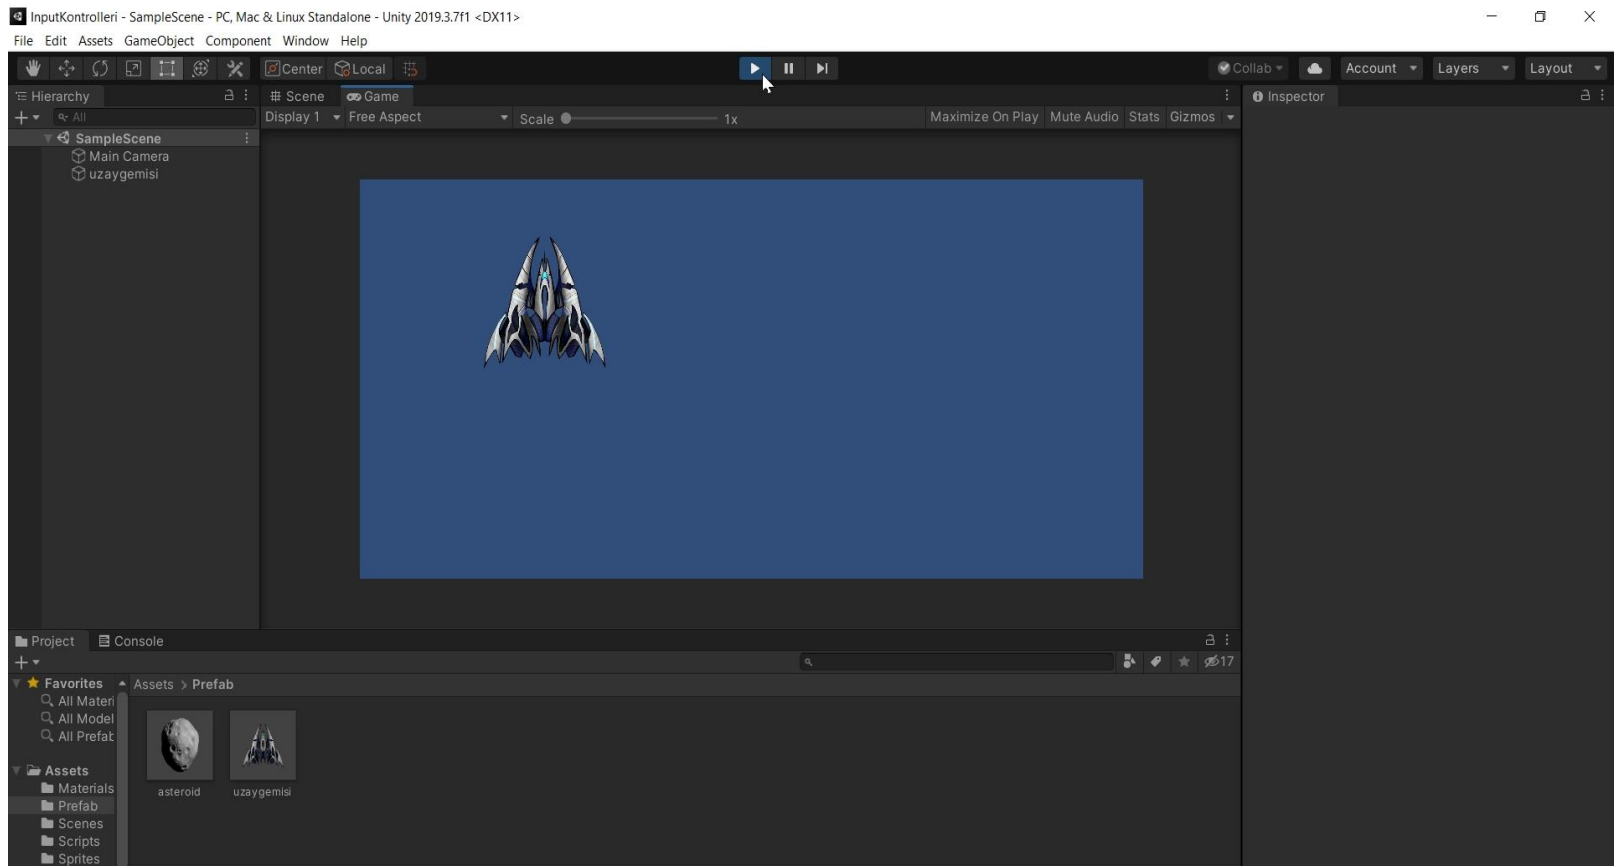 InputKontrolleri - SampleScene - PC, Mac & Linux Standalone - Unity 2019.3.7f1 <DX11>
File Edit Assets GameObject Component Window Help
Center Local Collab Account Layers Layout
Hierarchy # Scene Game Inspector
All Display 1 Free Aspect Scale 1x Maximize On Play Mute Audio Stats Gizmos
SampleScene
Main Camera
uzaygemisi
Project Console
17
Favorites Assets > Prefab
All Materi
All Model
All Prefab
Assets
Materials
asteroid uzaygemisi
Prefab
Scenes
Scripts
Sprites